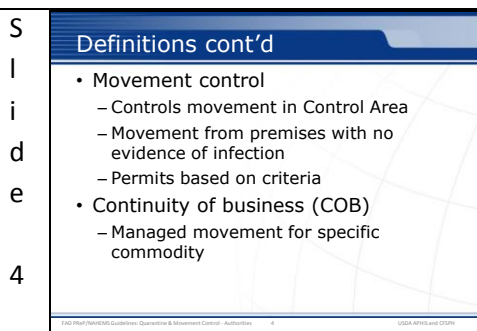 S
l
i
d
e
4
Definitions cont’d
• Movement control
– Controls movement in Control Area
– Movement from premises with no
evidence of infection
– Permits based on criteria
• Continuity of business (COB)
– Managed movement for specific
commodity
FAD PReP/NAHEMS Guidelines: Quarantine & Movement Control - Authorities 4 USDA APHIS and CFSPH